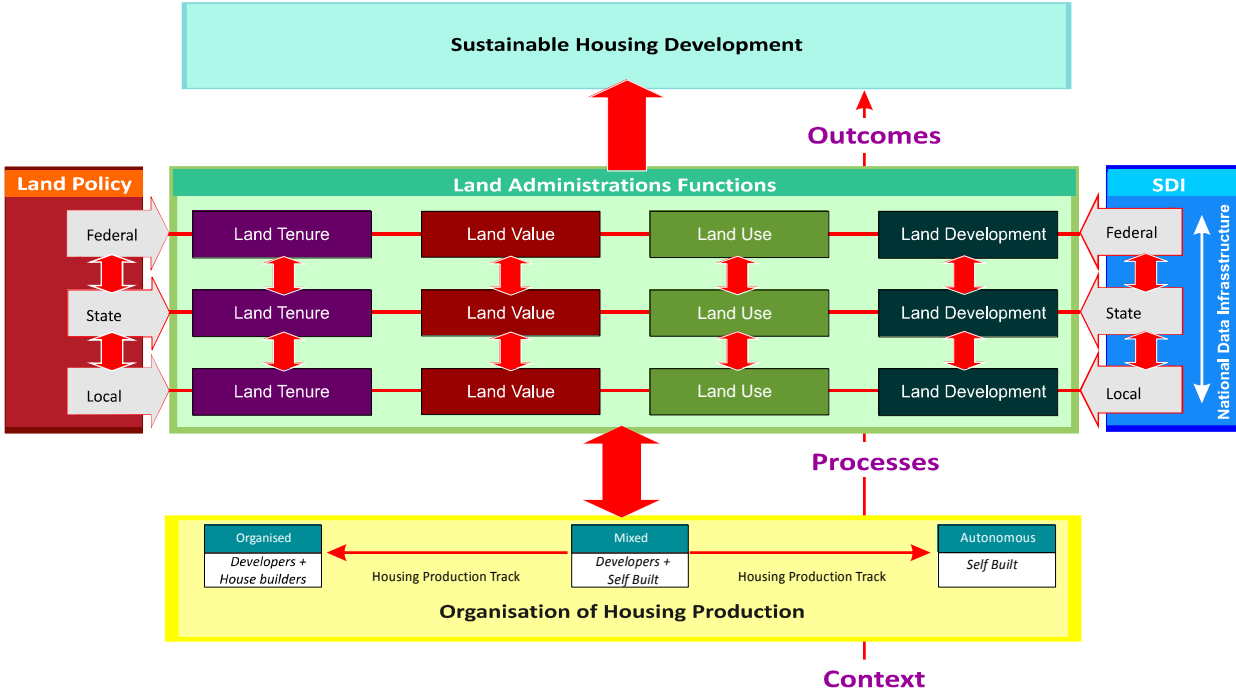 Sustainable Housing Development
Outcomes
Land Policy
Land Administrations Functions
SDI
Federal
Land Tenure
Land Value
Land Use
Land Development
Federal
State
Land Tenure
Land Value
Land Use
Land Development
State
Local
Land Tenure
Land Value
Land Use
Land Development
Local
National Data Infrasstructure
Processes
Organised
Developers +
House builders
Housing Production Track
Mixed
Developers +
Self Built
Housing Production Track
Autonomous
Self Built
Organisation of Housing Production
Context